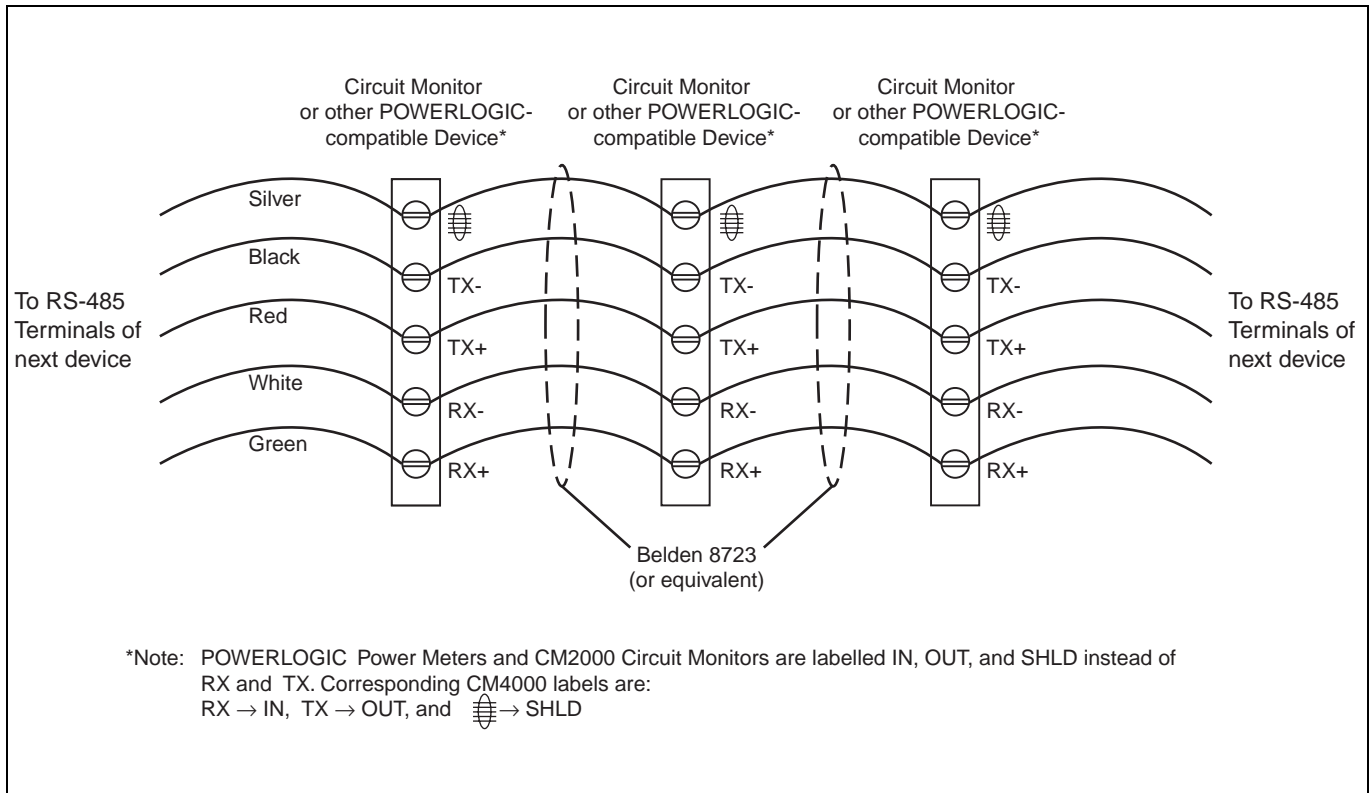 Circuit Monitor
or other POWERLOGIC-
compatible Device*
Circuit Monitor
or other POWERLOGIC-
compatible Device*
Circuit Monitor
or other POWERLOGIC-
compatible Device*
To RS-485
Terminals of
next device
Silver
Black
Red
White
Green
TX-
TX+
RX-
RX+
TX-
TX+
RX-
RX+
TX-
TX+
RX-
RX+
To RS-485
Terminals of
next device
Belden 8723
(or equivalent)
*Note: POWERLOGIC Power Meters and CM2000 Circuit Monitors are labelled IN, OUT, and SHLD instead of
RX and TX. Corresponding CM4000 labels are:
RX → IN, TX → OUT, and → SHLD